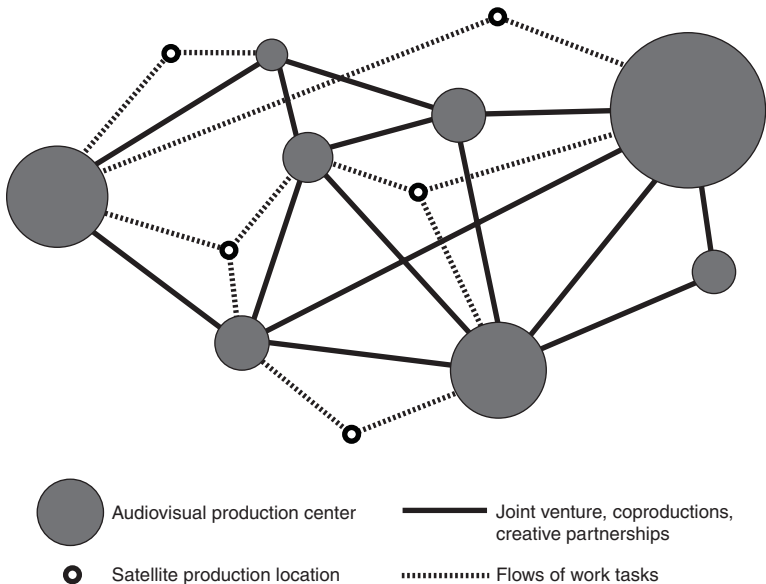 Audiovisual production center
Joint venture, coproductions,
creative partnerships
Satellite production location
Flows of work tasks